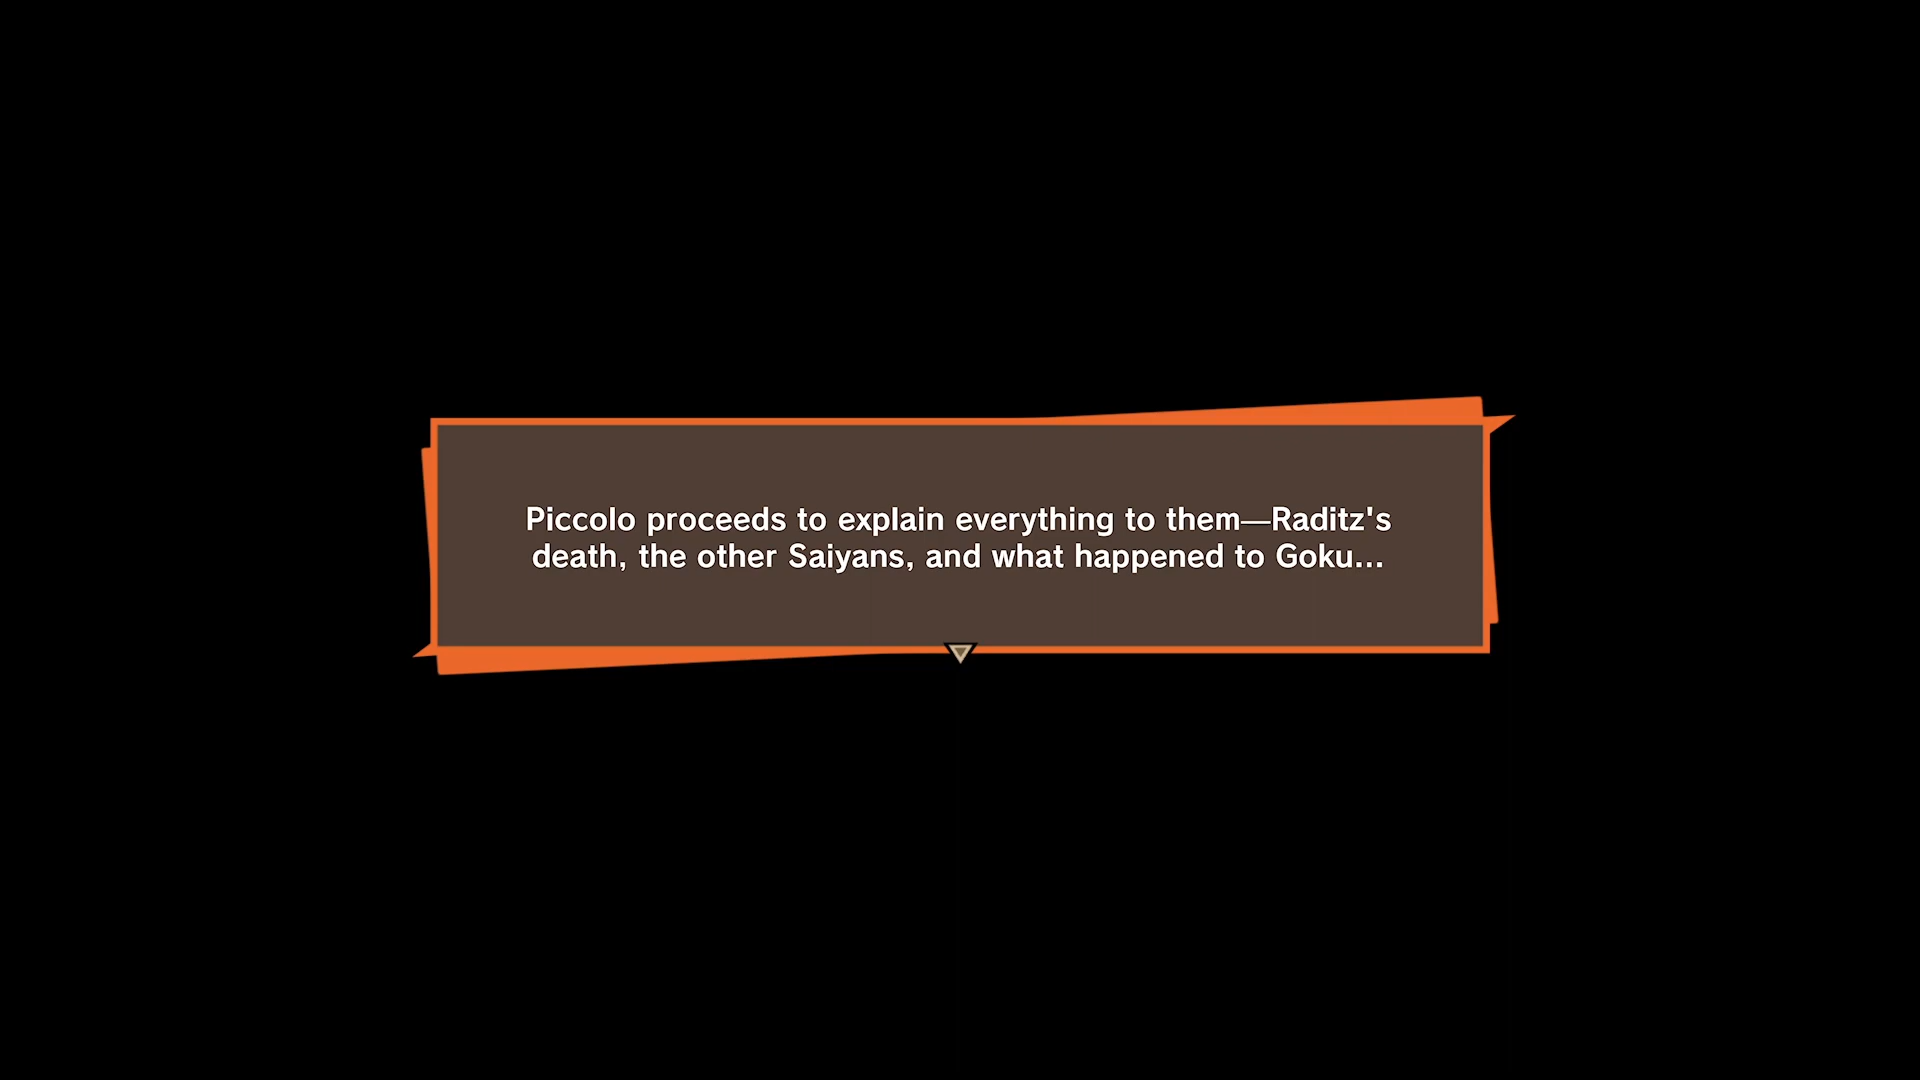 Piccolo proceeds to explain everything to them—Raditz's
death, the other Saiyans, and what happened to Goku...